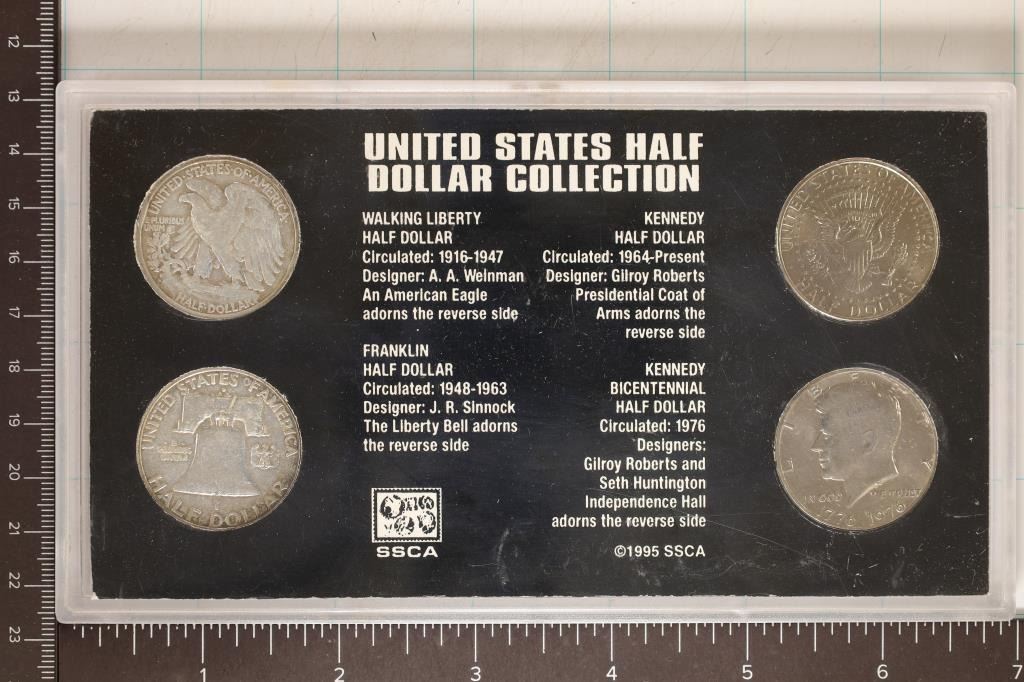 UNITED STATES HALF
DOLLAR COLLECTION
WALKING LIBERTY
HALF DOLLAR
Circulated: 1916-1947
Designer: A. A. Weinman
An American Eagle
adorns the reverse side
FRANKLIN
HALF DOLLAR
Circulated: 1948-1963
Designer: J. R. Sinnock
The Liberty Bell adorns
the reverse side
SSCA
KENNEDY
HALF DOLLAR
Circulated: 1964-Present
Designer: Gilroy Roberts
Presidential Coat of
Arms adorns the
reverse side
KENNEDY
BICENTENNIAL
HALF DOLLAR
Circulated: 1976
Designers:
Gilroy Roberts and
Seth Huntington
Independence Hall
adorns the reverse side
©1995 SSCA
UNITED·STATES·OF·AMERICA
E·PLURIBUS
UNUM
HALF·DOLLAR
UNITED STATES OF AMERICA
HALF DOLLAR
UNITED STATES OF AMERICA
HALF DOLLAR
LIBERTY
IN GOD WE TRUST
1776·1976
12
13
14
15
16
17
18
19
20
21
22
23
1 2 3 4 5 6 7